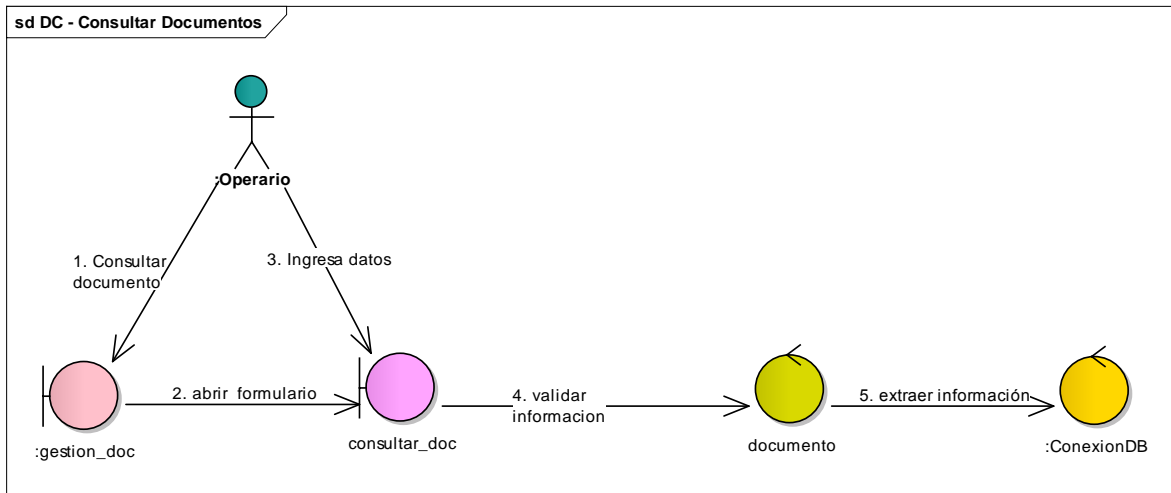 sd DC - Consultar Documentos
:Operario
1. Consultar
documento
3. Ingresa datos
2. abrir formulario
4. validar
informacion
5. extraer información
:gestion_doc
consultar_doc
documento
:ConexionDB